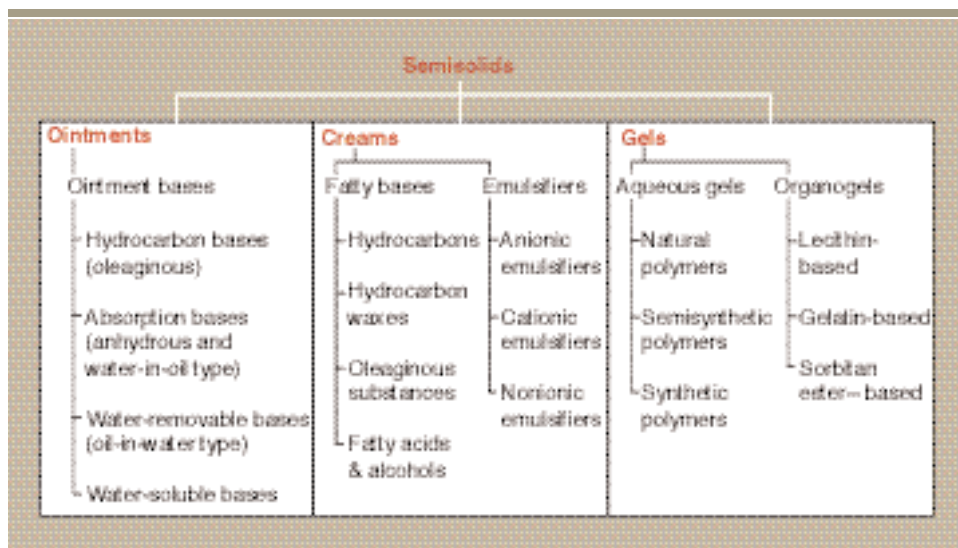 Semisolids
Ointments
Ointment bases
Hydrocarbon bases
(oleaginous)
Absorption bases
(anhydrous and
water-in-oil type)
Water-removable bases
(oil-in-water type)
Water-soluble bases
Creams
Fatty bases
Hydrocarbons
Hydrocarbon
waxes
Oleaginous
substances
Fatty acids
& alcohols
Emulsifiers
Anionic
emulsifiers
Cationic
emulsifiers
Nonionic
emulsifiers
Gels
Aqueous gels
Natural
polymers
Semisynthetic
polymers
Synthetic
polymers
Organogels
Lecithin-
based
Gelatin-based
Sorbitan
ester–based